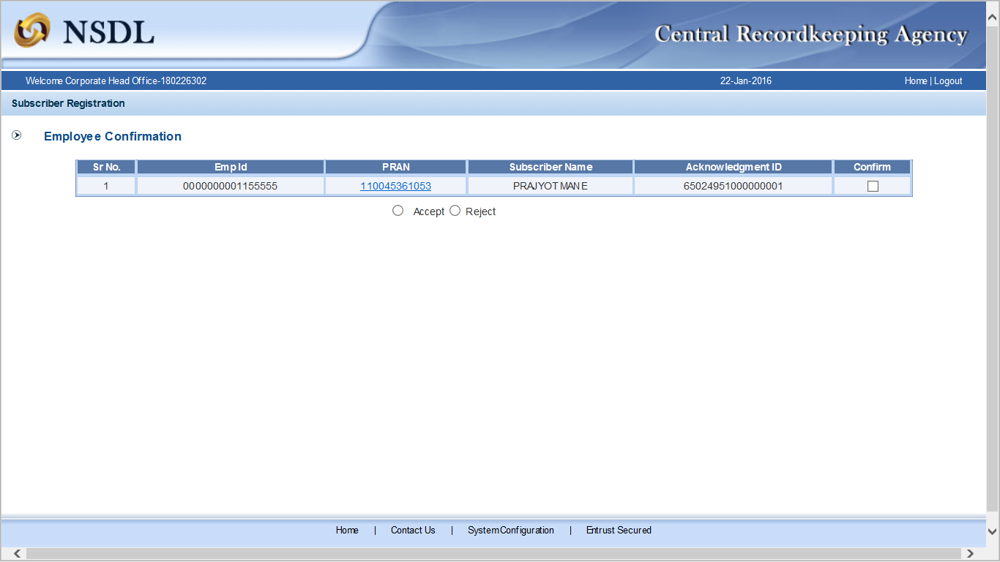 NSDL
Central Recordkeeping Agency
Welcome Corporate Head Office-180226302 22-Jan-2016 Home | Logout
Subscriber Registration
Employee Confirmation
Sr No. Emp Id PRAN Subscriber Name Acknowledgment ID Confirm
1 0000000001155555 110045361053 PRAJYOT MANE 65024951000000001
Accept Reject
Home | Contact Us | System Configuration | Entrust Secured